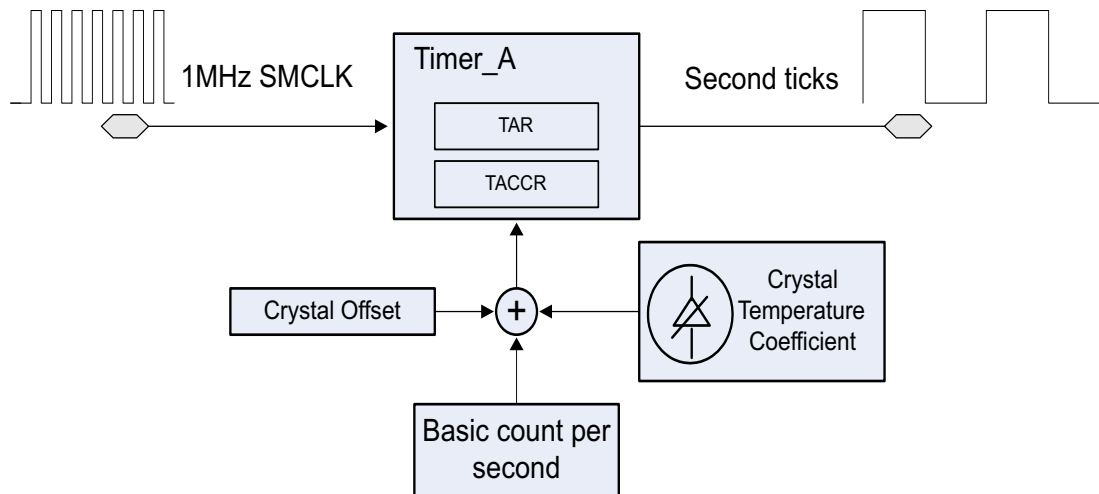 Timer_A
1MHz SMCLK
Second ticks
TAR
TACCR
Crystal Offset
+
Crystal
Temperature
Coefficient
Basic count per
second